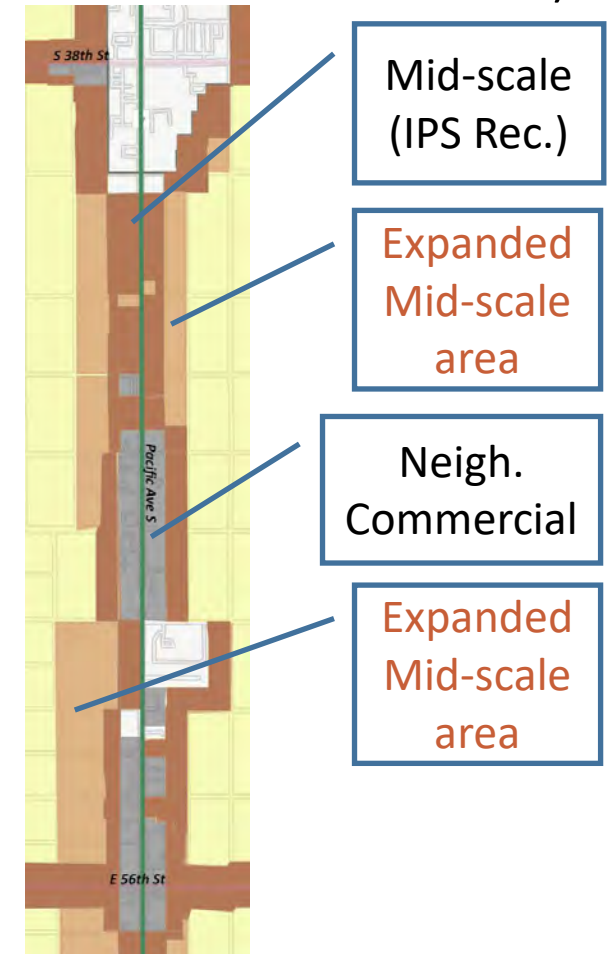 S 38th St
Mid-scale
(IPS Rec.)
Expanded
Mid-scale
area
Pacific Ave S
Neigh.
Commercial
Expanded
Mid-scale
area
E 56th St